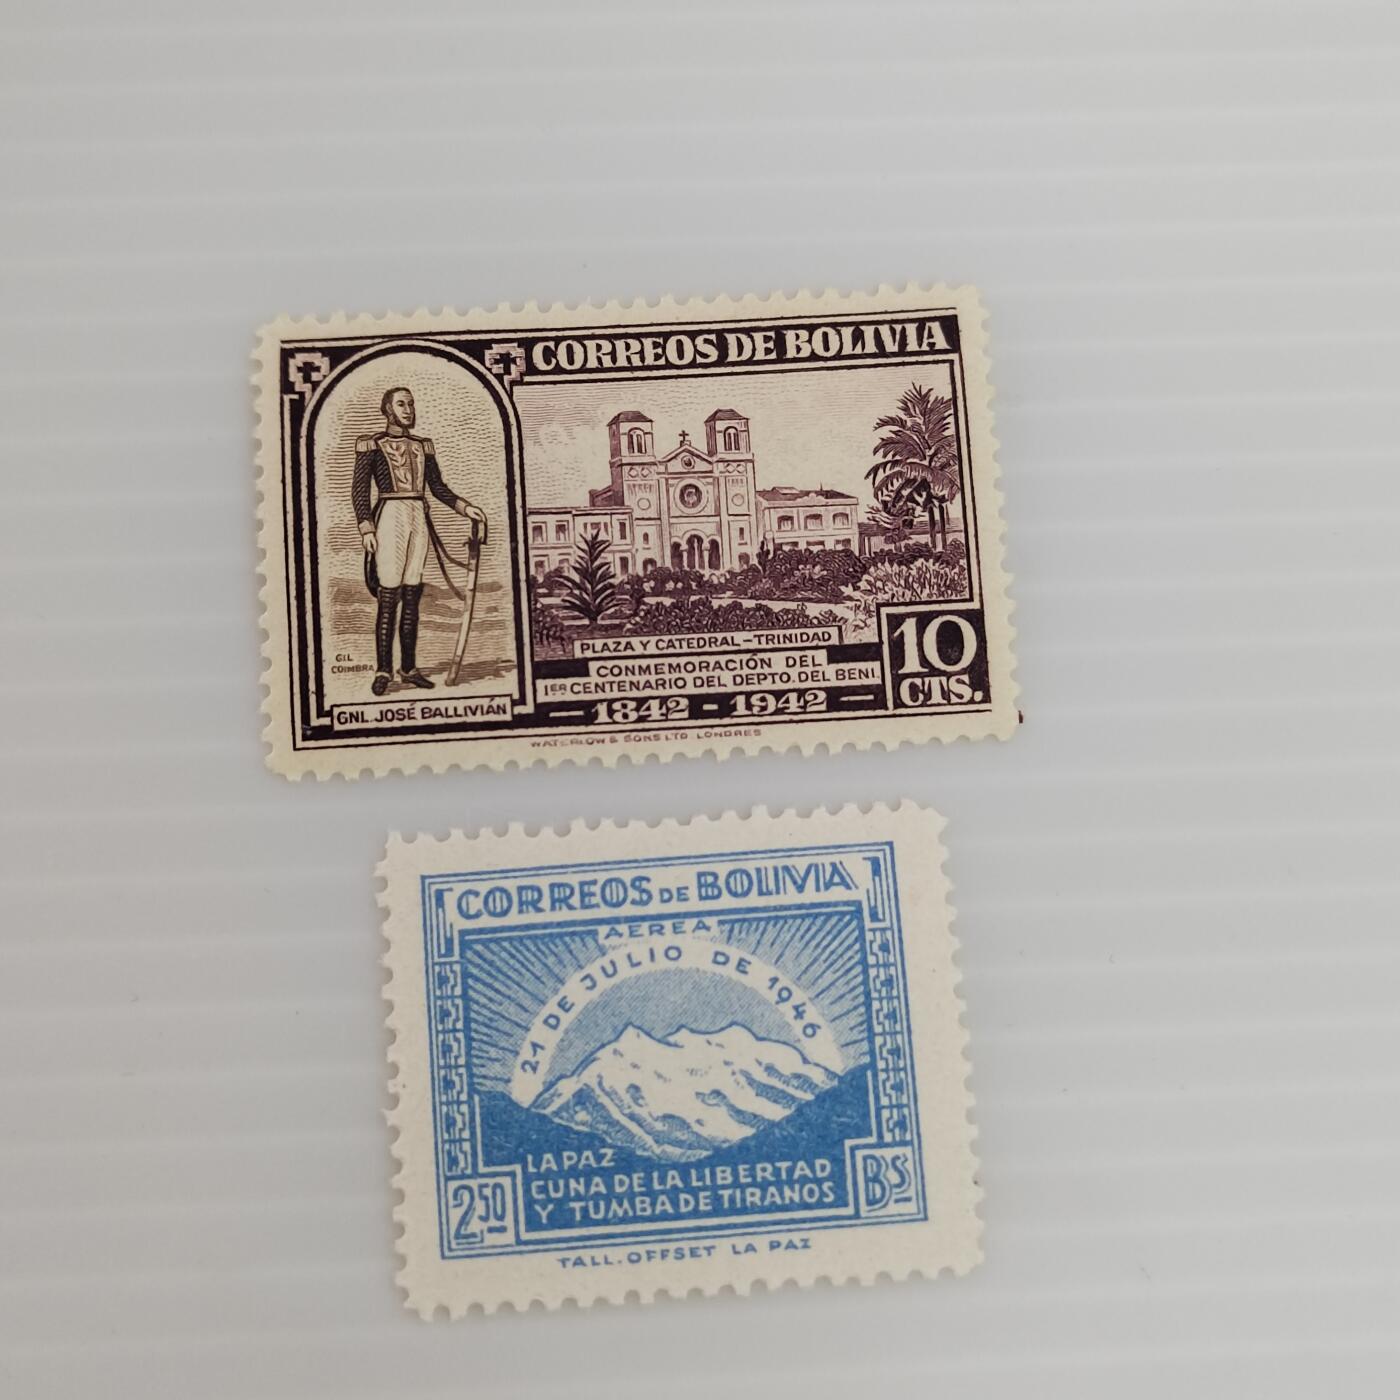 CORREOS DE BOLIVIA
GIL
COIMBRA
GNL. JOSÉ BALLIVIÁN
PLAZA Y CATEDRAL - TRINIDAD
CONMEMORACIÓN DEL
1ER CENTENARIO DEL DEPTO. DEL BENI.
- 1842 - 1942 -
10
CTS.
WATERLOW & SONS LTD. LONDRES
CORREOS DE BOLIVIA
AEREA
21 DE JULIO DE 1946
LA PAZ
CUNA DE LA LIBERTAD
Y TUMBA DE TIRANOS
2.50
BS
TALL. OFFSET LA PAZ